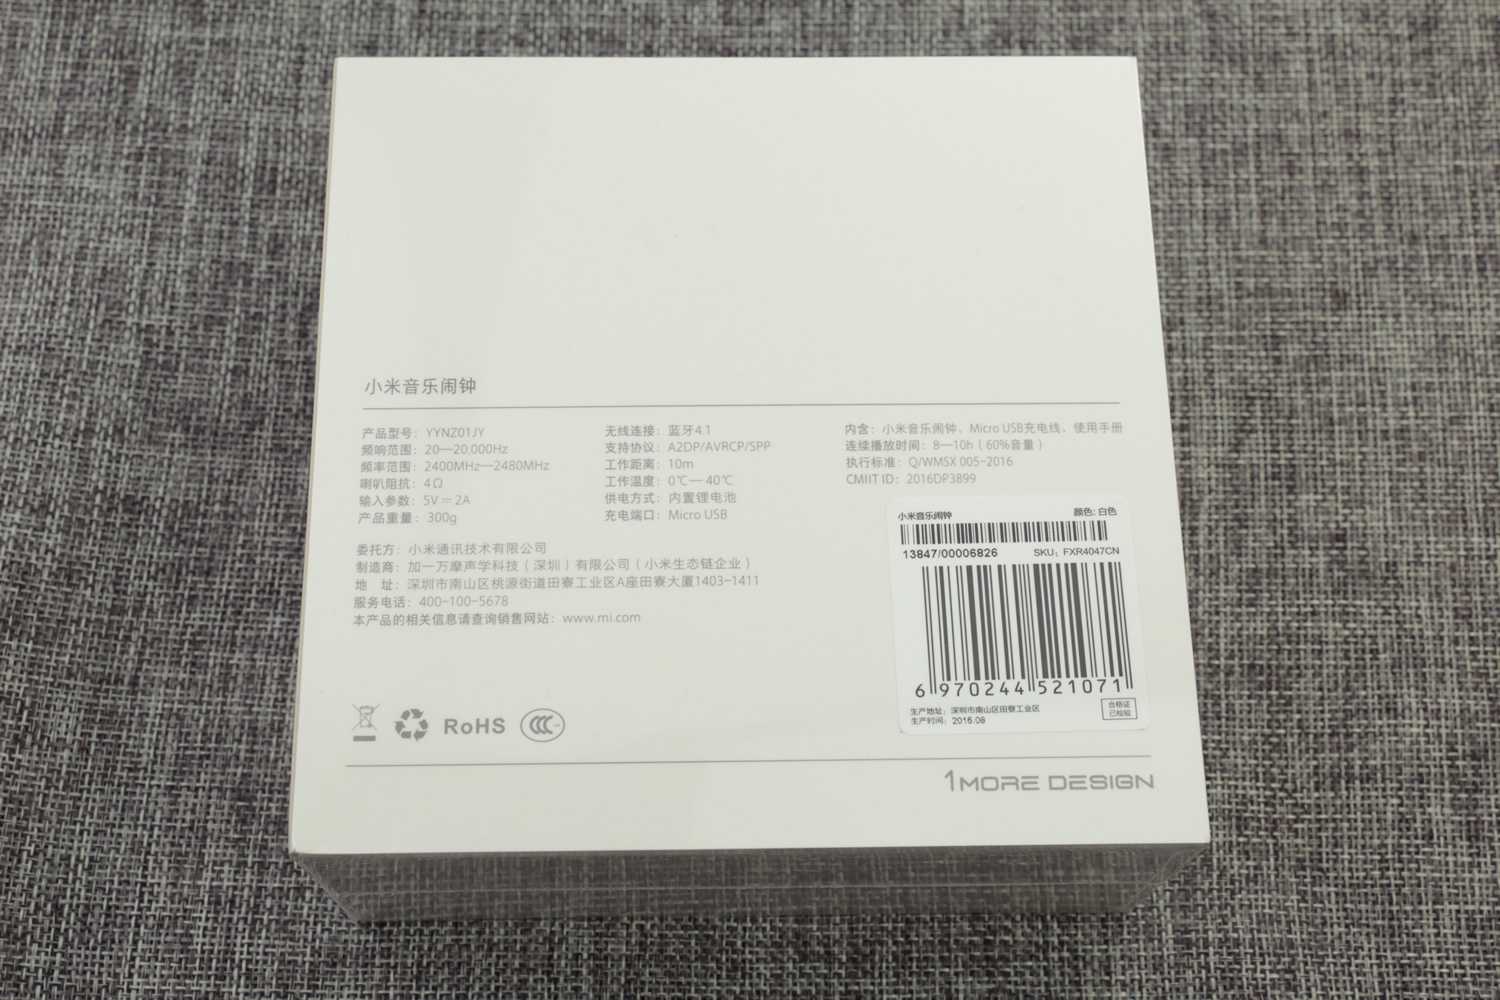 小米音乐闹钟
产品型号：YYNZ01JY
频响范围：20—20,000Hz
频率范围：2400MHz—2480MHz
喇叭阻抗：4Ω
输入参数：5V⎓2A
产品重量：300g
无线连接：蓝牙4.1
支持协议：A2DP/AVRCP/SPP
工作距离：10m
工作温度：0℃—40℃
供电方式：内置锂电池
充电端口：Micro USB
内含：小米音乐闹钟、Micro USB充电线、使用手册
连续播放时间：8—10h（60%音量）
执行标准：Q/WMSX 005-2016
CMIIT ID：2016DP3899
委托方：小米通讯技术有限公司
制造商：加一万摩声学科技（深圳）有限公司（小米生态链企业）
地　址：深圳市南山区桃源街道田寮工业区A座田寮大厦1403-1411
服务电话：400-100-5678
本产品的相关信息请查询销售网站：www.mi.com
小米音乐闹钟 颜色: 白色
13847/00006826 SKU：FXR4047CN
6 970244 521071
生产地址：深圳市南山区田寮工业区
生产时间：2016.08
合格证
已检验
RoHS
CCC
1MORE DESIGN